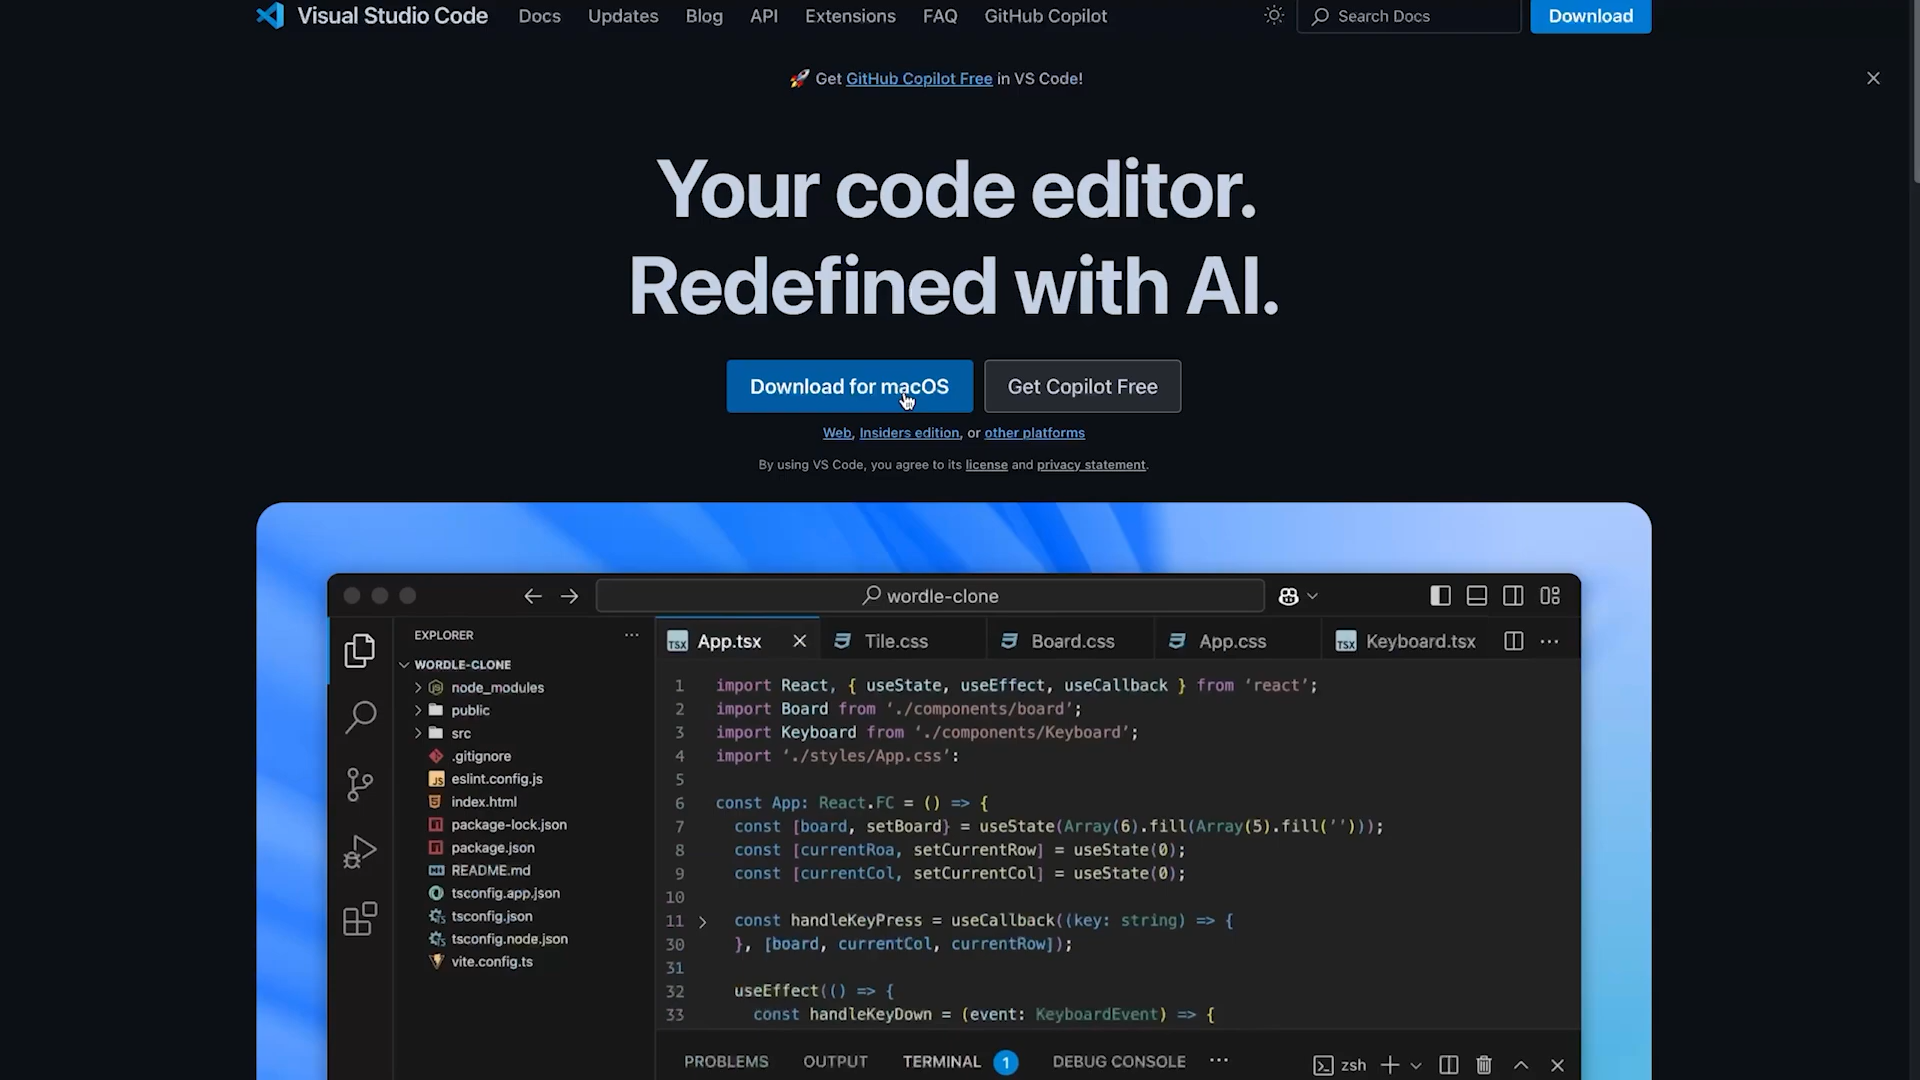 Visual Studio Code Docs Updates Blog API Extensions FAQ GitHub Copilot Search Docs Download
🚀 Get GitHub Copilot Free in VS Code!
Your code editor.
Redefined with AI.
Download for macOS Get Copilot Free
Web, Insiders edition, or other platforms
By using VS Code, you agree to its license and privacy statement.
wordle-clone
EXPLORER ···
WORDLE-CLONE
node_modules
public
src
.gitignore
eslint.config.js
index.html
package-lock.json
package.json
README.md
tsconfig.app.json
tsconfig.json
tsconfig.node.json
vite.config.ts
App.tsx Tile.css Board.css App.css Keyboard.tsx
1 import React, { useState, useEffect, useCallback } from ‘react’;
2 import Board from ‘./components/board’;
3 import Keyboard from ‘./components/Keyboard’;
4 import ‘./styles/App.css’:
5
6 const App: React.FC = () => {
7 const [board, setBoard} = useState(Array(6).fill(Array(5).fill('')));
8 const [currentRoa, setCurrentRow] = useState(0);
9 const [currentCol, setCurrentCol] = useState(0);
10
11 const handleKeyPress = useCallback((key: string) => {
30 }, [board, currentCol, currentRow]);
31
32 useEffect(() => {
33 const handleKeyDown = (event: KeyboardEvent) => {
PROBLEMS OUTPUT TERMINAL 1 DEBUG CONSOLE ··· zsh